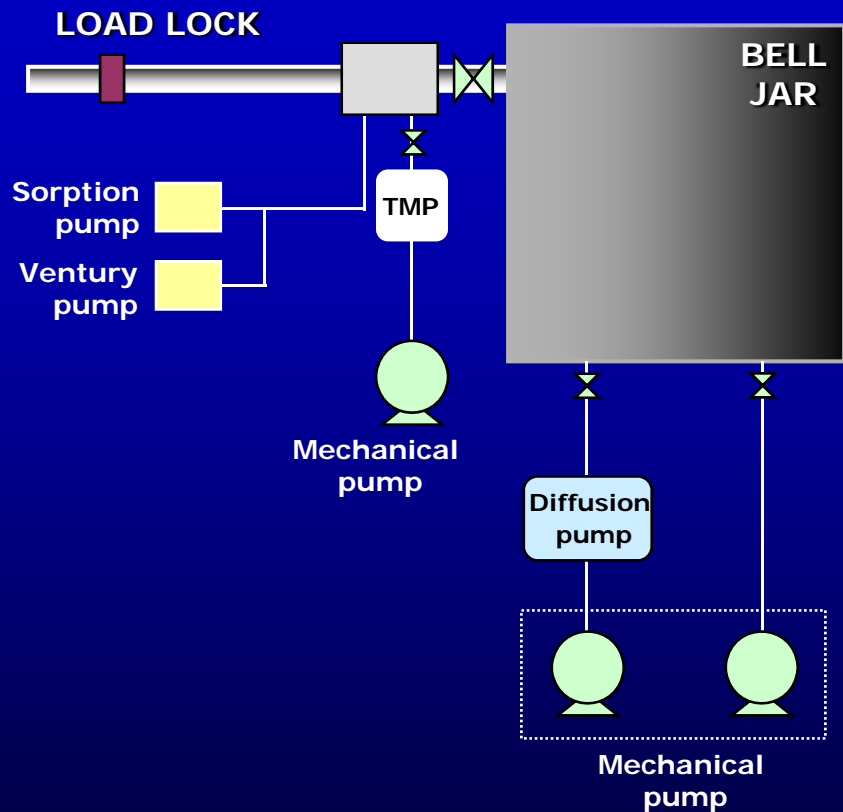 LOAD LOCK
BELL
JAR
Sorption
pump
TMP
Ventury
pump
Mechanical
pump
Diffusion
pump
Mechanical
pump